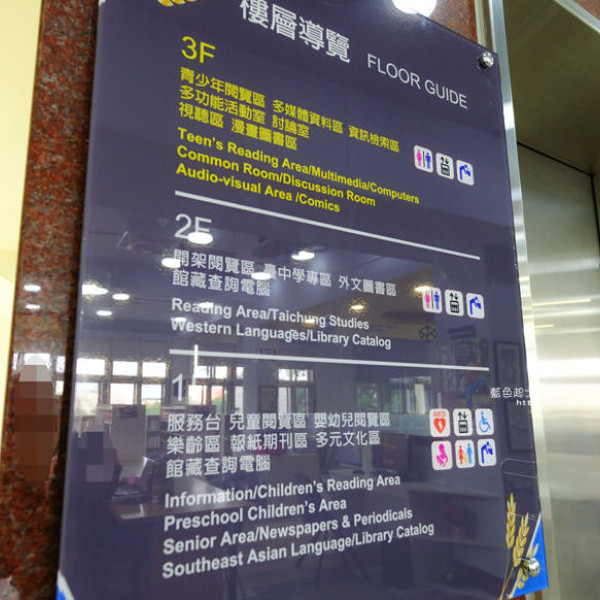 樓層導覽 FLOOR GUIDE
3F
青少年閱覽區 多媒體資料區 資訊檢索區
多功能活動室 討論室
視聽區 漫畫圖書區
Teen's Reading Area/Multimedia/Computers
Common Room/Discussion Room
Audio-visual Area /Comics
2F
開架閱覽區 臺中學專區 外文圖書區
館藏查詢電腦
Reading Area/Taichung Studies
Western Languages/Library Catalog
1F
服務台 兒童閱覽區 嬰幼兒閱覽區
樂齡區 報紙期刊區 多元文化區
館藏查詢電腦
AED
Information/Children's Reading Area
Preschool Children's Area
Senior Area/Newspapers & Periodicals
Southeast Asian Language/Library Catalog
藍色起士